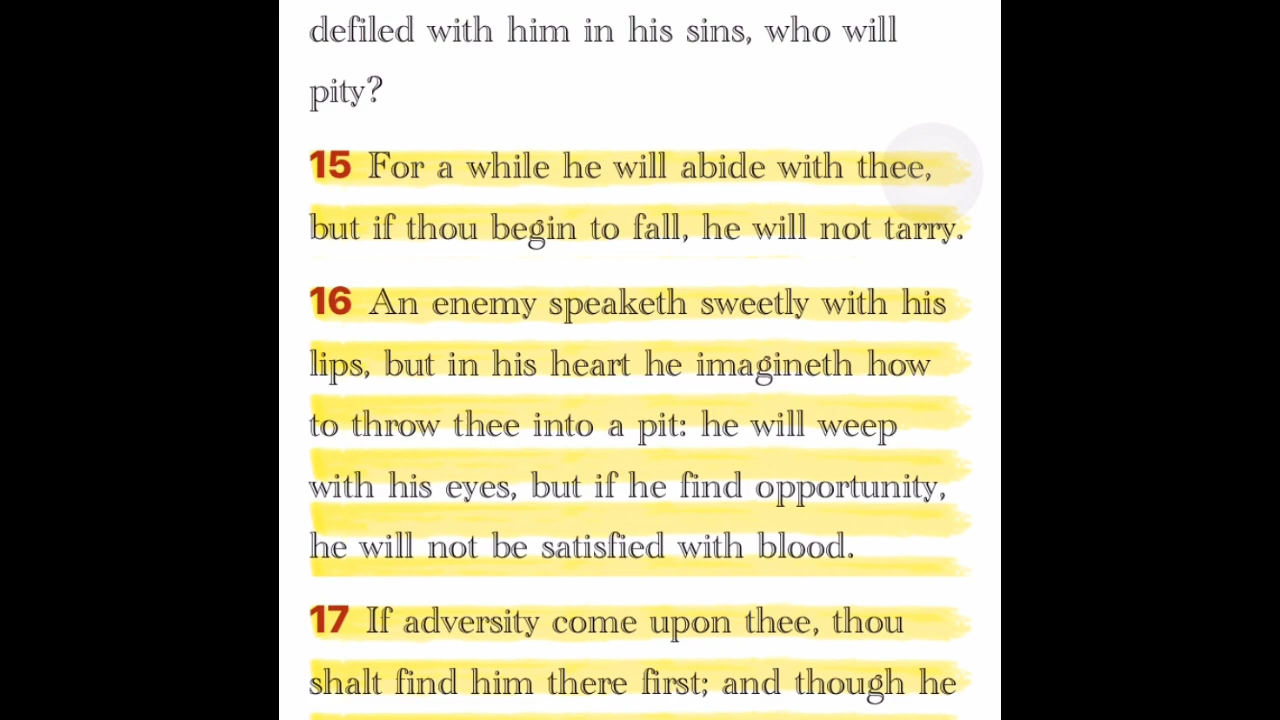 defiled with him in his sins, who will
pity?
15 For a while he will abide with thee,
but if thou begin to fall, he will not tarry.
16 An enemy speaketh sweetly with his
lips, but in his heart he imagineth how
to throw thee into a pit: he will weep
with his eyes, but if he find opportunity,
he will not be satisfied with blood.
17 If adversity come upon thee, thou
shalt find him there first; and though he